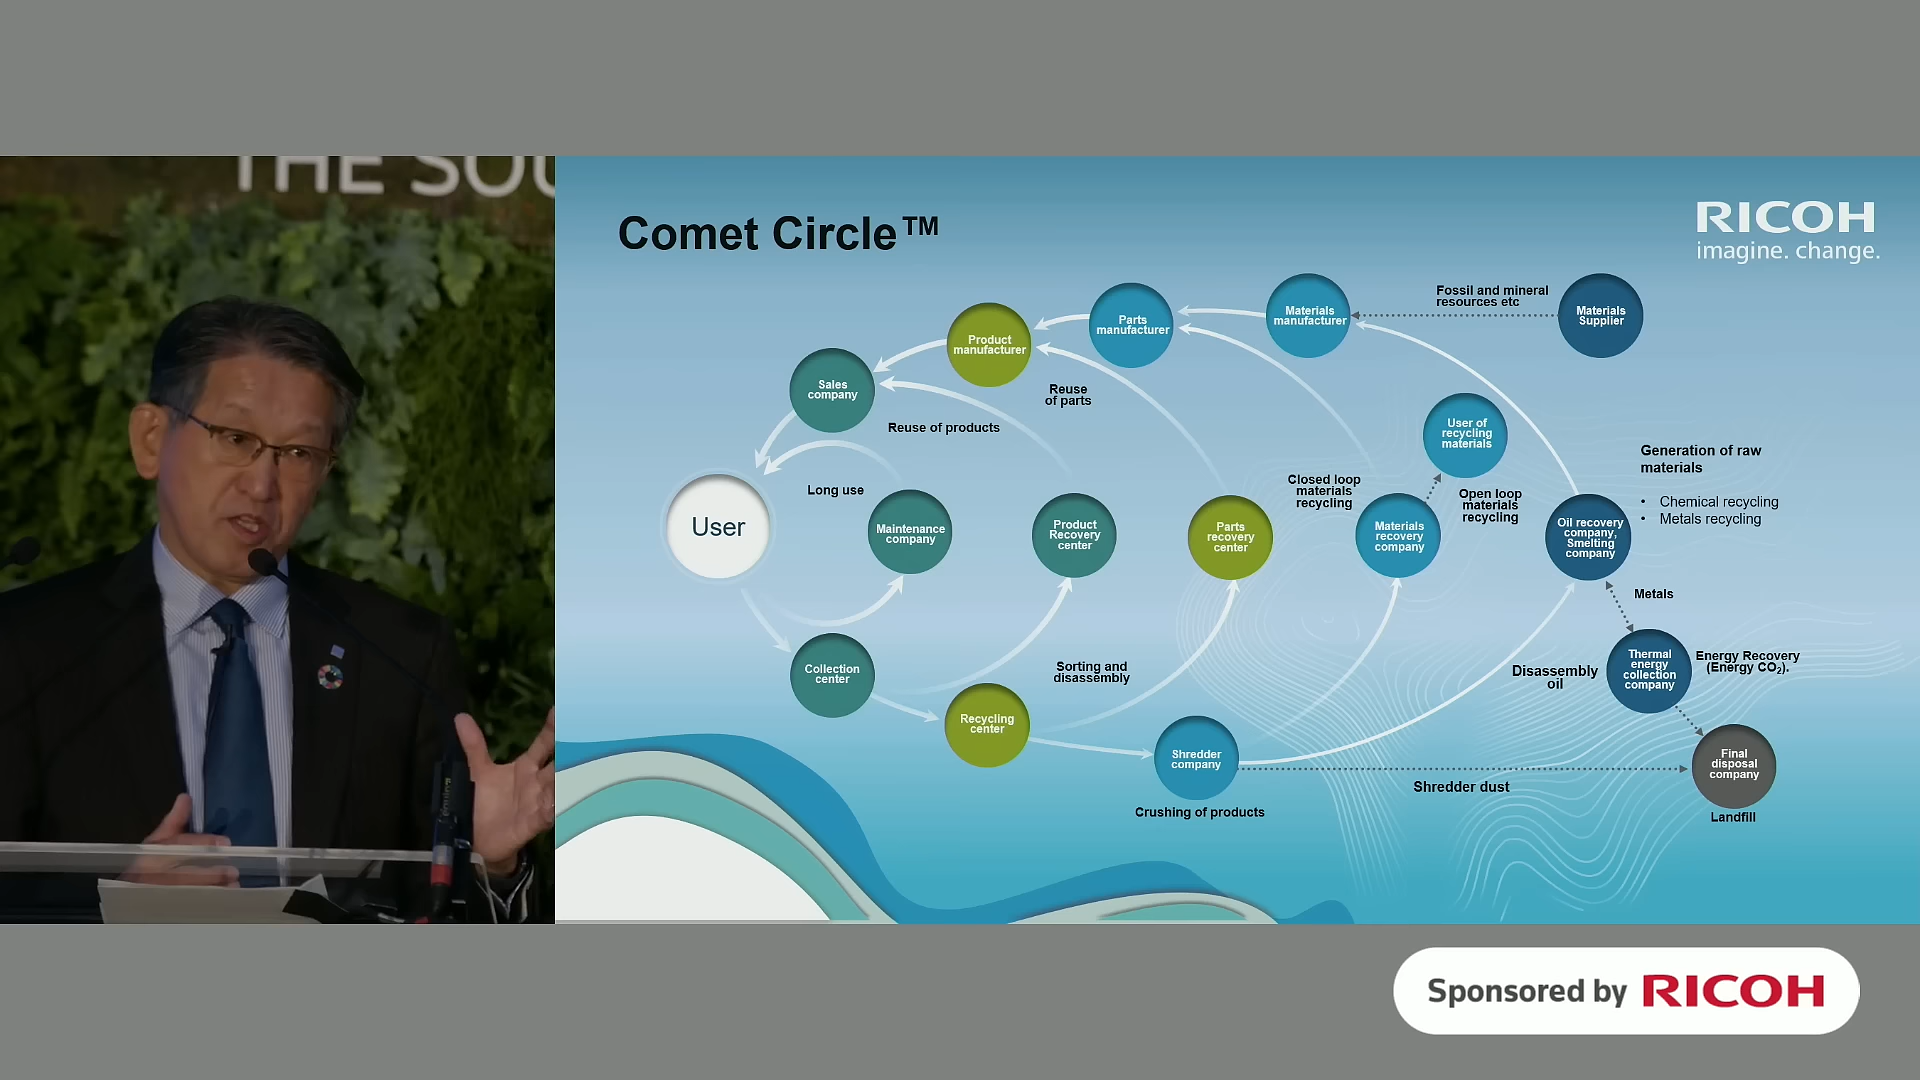 THE SOU
Comet Circle™
RICOH
imagine. change.
Fossil and mineral
resources etc
Materials
Supplier
Materials
manufacturer
Parts
manufacturer
Product
manufacturer
Sales
company
Reuse
of parts
Reuse of products
User of
recycling
materials
Generation of raw
materials
• Chemical recycling
• Metals recycling
Closed loop
materials
recycling
Open loop
materials
recycling
Long use
User
Maintenance
company
Product
Recovery
center
Parts
recovery
center
Materials
recovery
company
Oil recovery
company,
Smelting
company
Metals
Collection
center
Sorting and
disassembly
Disassembly
oil
Thermal
energy
collection
company
Energy Recovery
(Energy CO₂).
Recycling
center
Shredder
company
Final
disposal
company
Shredder dust
Crushing of products
Landfill
Sponsored by RICOH